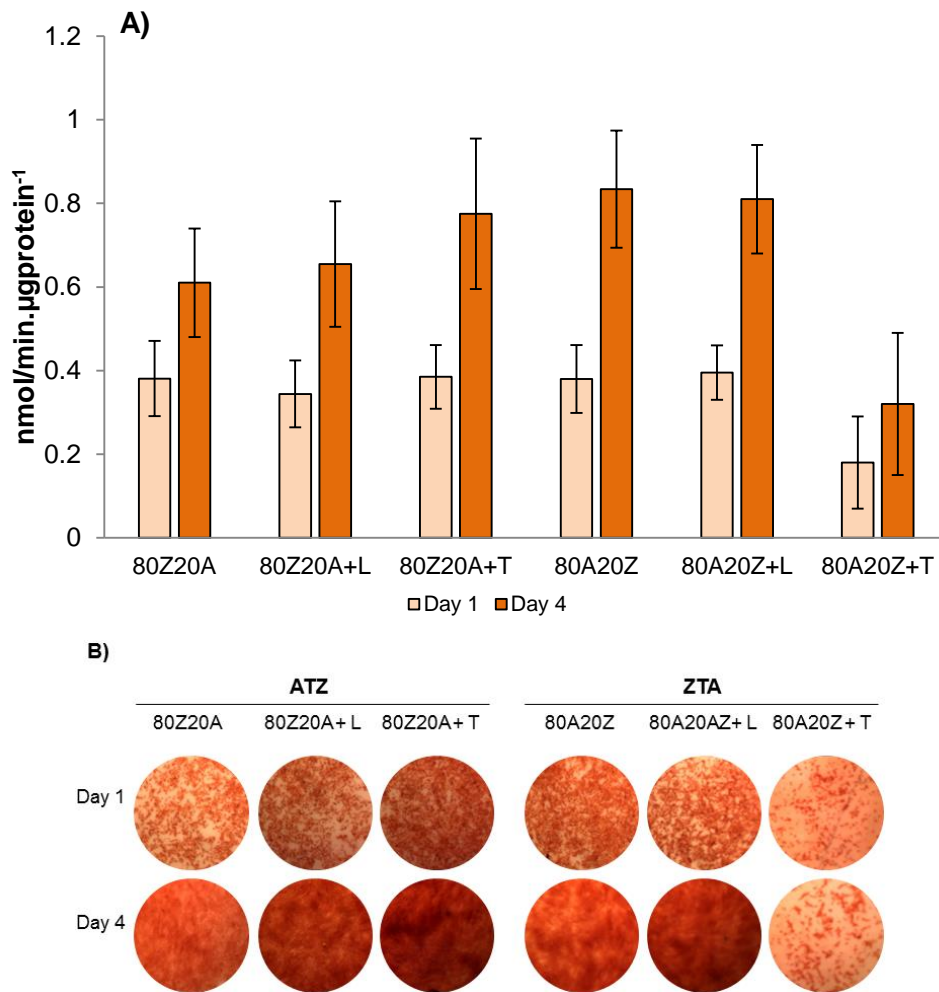 A)
1.2
1
0.8
0.6
0.4
0.2
0
nmol/min.µgprotein-1
80Z20A 80Z20A+L 80Z20A+T 80A20Z 80A20Z+L 80A20Z+T
Day 1 Day 4
B)
ATZ ZTA
80Z20A 80Z20A+ L 80Z20A+ T 80A20Z 80A20AZ+ L 80A20Z+ T
Day 1
Day 4